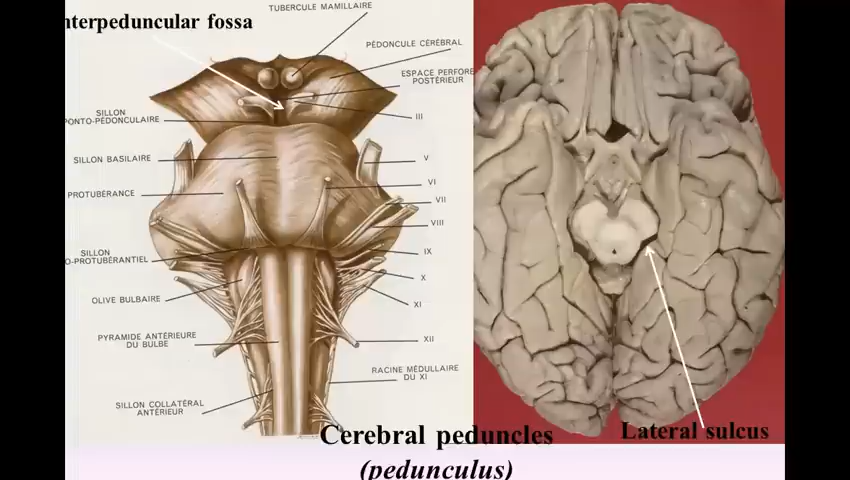 nterpeduncular fossa
TUBERCULE MAMILLAIRE
PÉDONCULE CÉRÉBRAL
ESPACE PERFORÉ
POSTÉRIEUR
SILLON
PONTO-PÉDONCULAIRE
III
SILLON BASILAIRE
V
VI
PROTUBÉRANCE
VII
VIII
SILLON
O-PROTUBÉRANTIEL
IX
X
OLIVE BULBAIRE
XI
PYRAMIDE ANTÉRIEURE
DU BULBE
XII
RACINE MÉDULLAIRE
DU XI
SILLON COLLATÉRAL
ANTÉRIEUR
Cerebral peduncles
Lateral sulcus
(pedunculus)